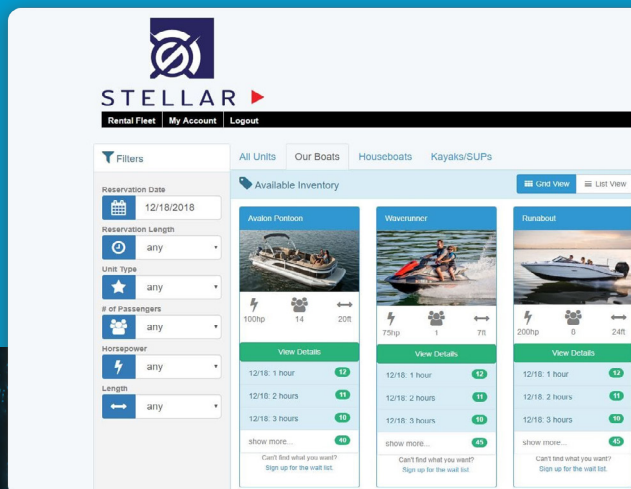 STELLAR
Rental Fleet My Account Logout
Filters
Reservation Date
12/18/2018
Reservation Length
any
Unit Type
any
# of Passengers
any
Horsepower
any
Length
any
All Units Our Boats Houseboats Kayaks/SUPs
Available Inventory
Grid View List View
Avalon Pontoon
100hp 14 20ft
View Details
12/18: 1 hour 12
12/18: 2 hours 11
12/18: 3 hours 10
show more... 40
Can't find what you want?
Sign up for the wait list.
Waverunner
75hp 1 7ft
View Details
12/18: 1 hour 12
12/18: 2 hours 11
12/18: 3 hours 10
show more... 45
Can't find what you want?
Sign up for the wait list.
Runabout
200hp 24ft
View Details
12/18: 1 hour 12
12/18: 2 hours 11
12/18: 3 hours 10
show more... 45
Can't find what you want?
Sign up for the wait list.